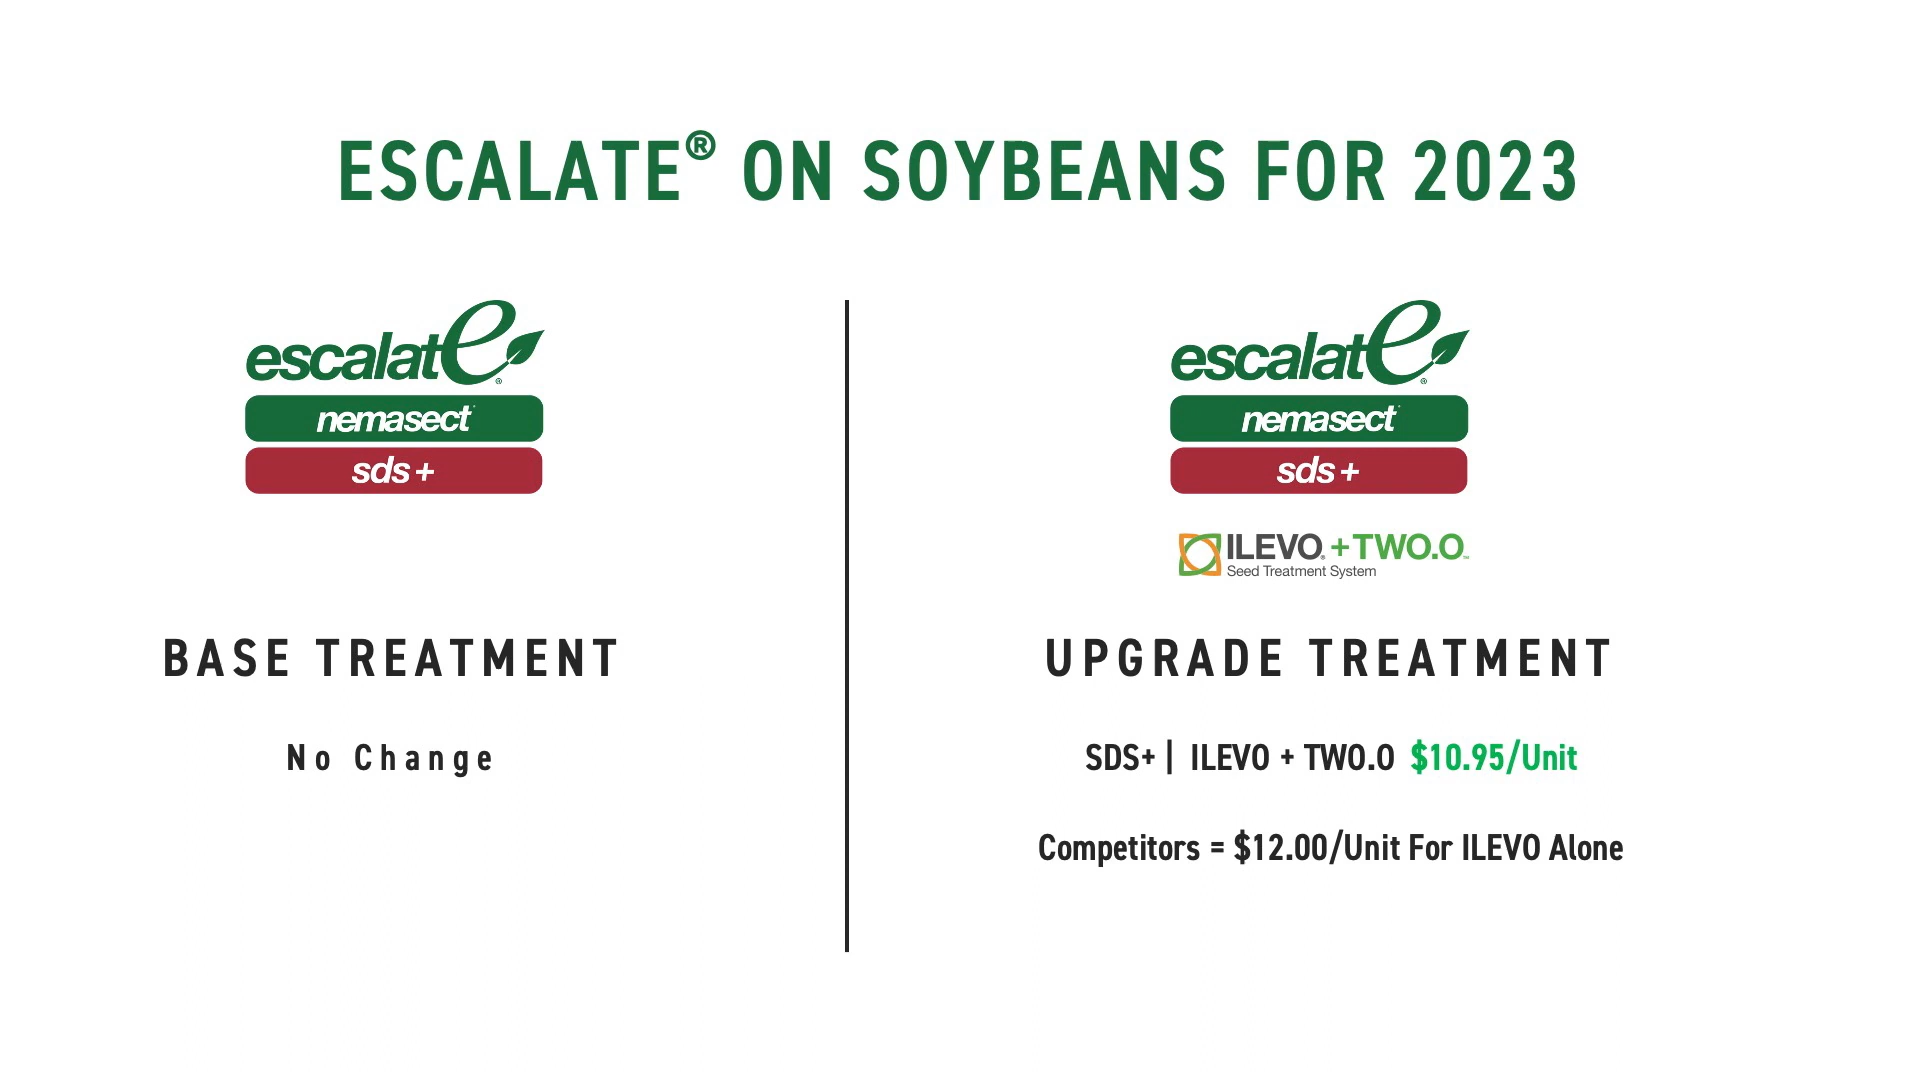 ESCALATE® ON SOYBEANS FOR 2023
escalate®
nemasect
sds+
BASE TREATMENT
No Change
escalate®
nemasect
sds+
ILEVO® +TWO.O™
Seed Treatment System
UPGRADE TREATMENT
SDS+ | ILEVO + TWO.O $10.95/Unit
Competitors = $12.00/Unit For ILEVO Alone